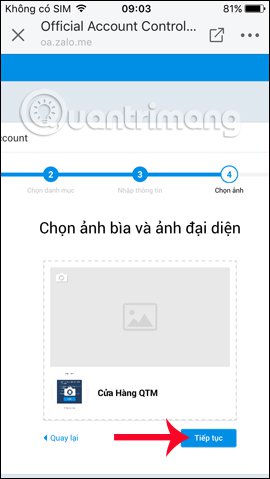 Không có SIM 09:03 81%
Official Account Control...
oa.zalo.me
Quantrimang
ccount
2 3 4
Chọn danh mục Nhập thông tin Chọn ảnh
Chọn ảnh bìa và ảnh đại diện
Cửa Hàng QTM
Quay lại Tiếp tục